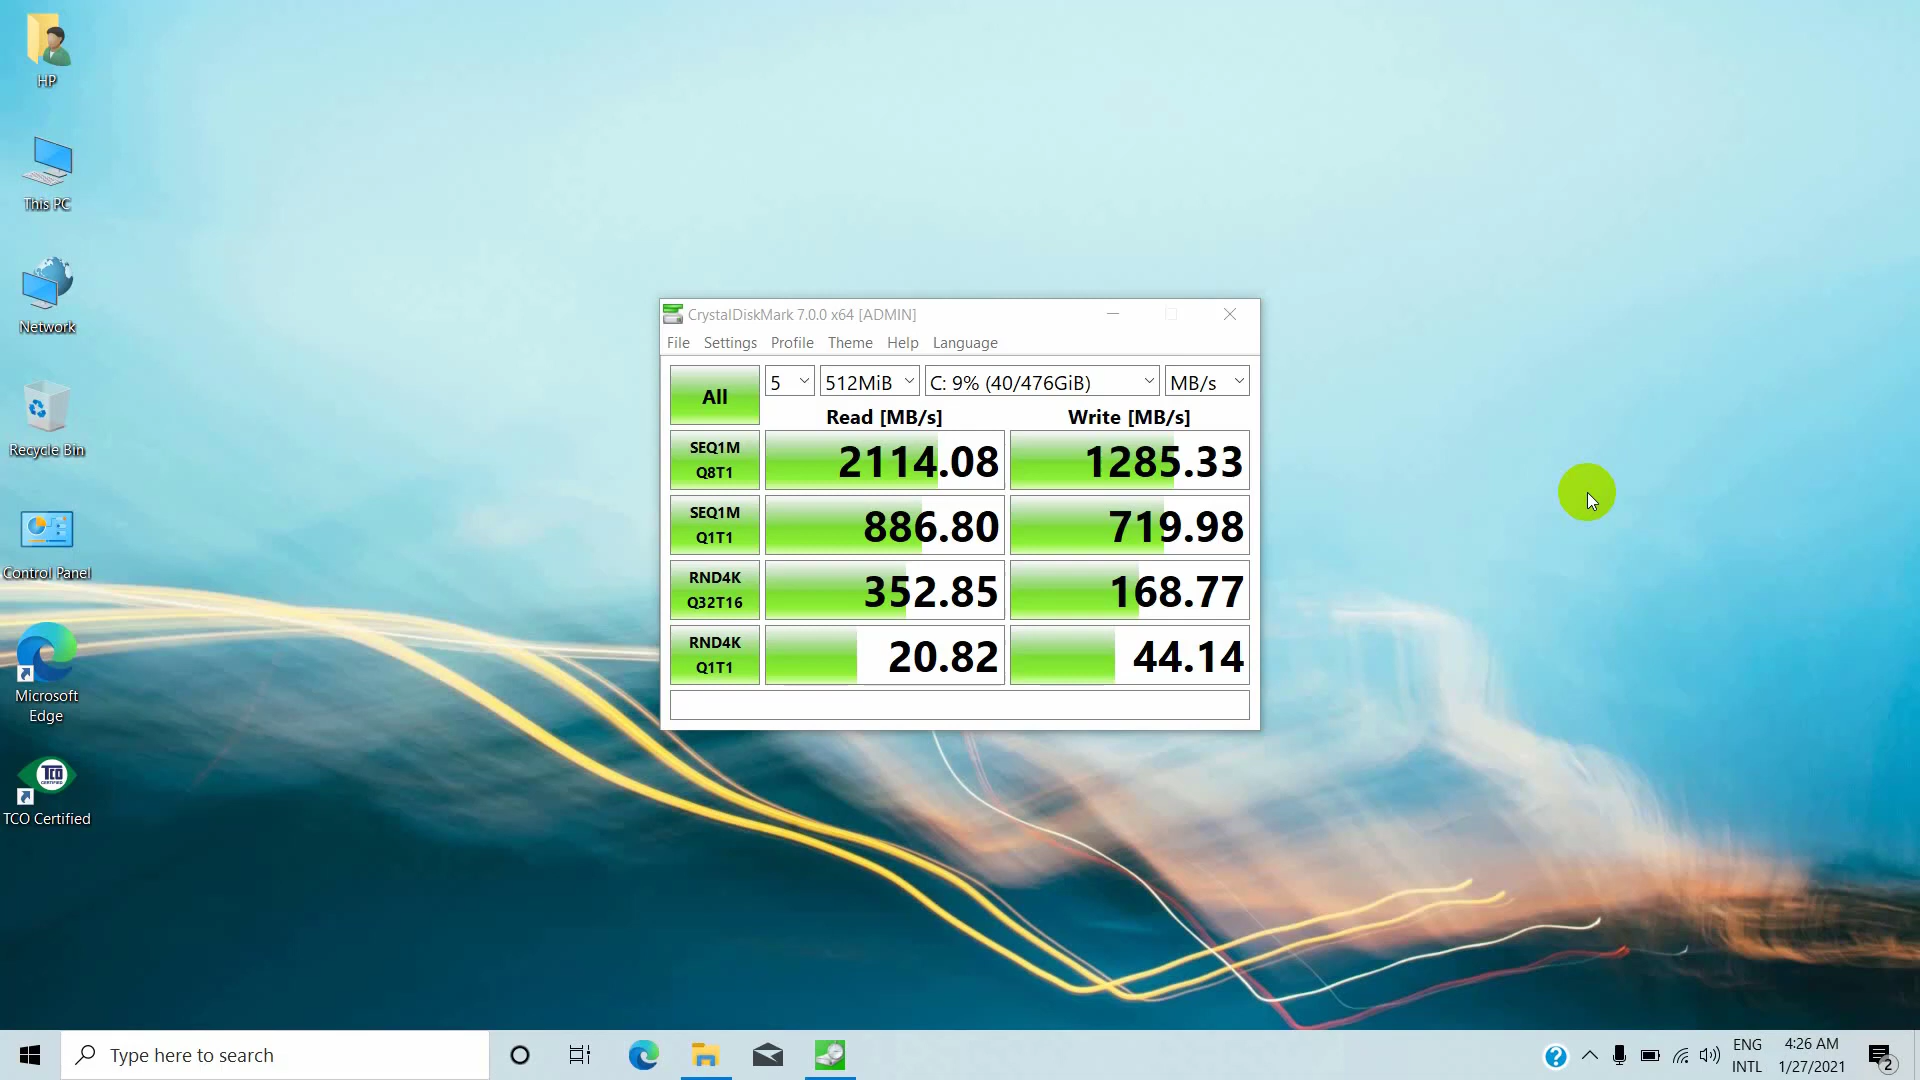 HP
This PC
Network
Recycle Bin
Control Panel
Microsoft
Edge
TCO
CERTIFIED
TCO Certified
CrystalDiskMark 7.0.0 x64 [ADMIN]
File Settings Profile Theme Help Language
All 5 512MiB C: 9% (40/476GiB) MB/s
Read [MB/s] Write [MB/s]
SEQ1M
Q8T1
2114.08 1285.33
SEQ1M
Q1T1
886.80 719.98
RND4K
Q32T16
352.85 168.77
RND4K
Q1T1
20.82 44.14
Type here to search
ENG
INTL
4:26 AM
1/27/2021
2